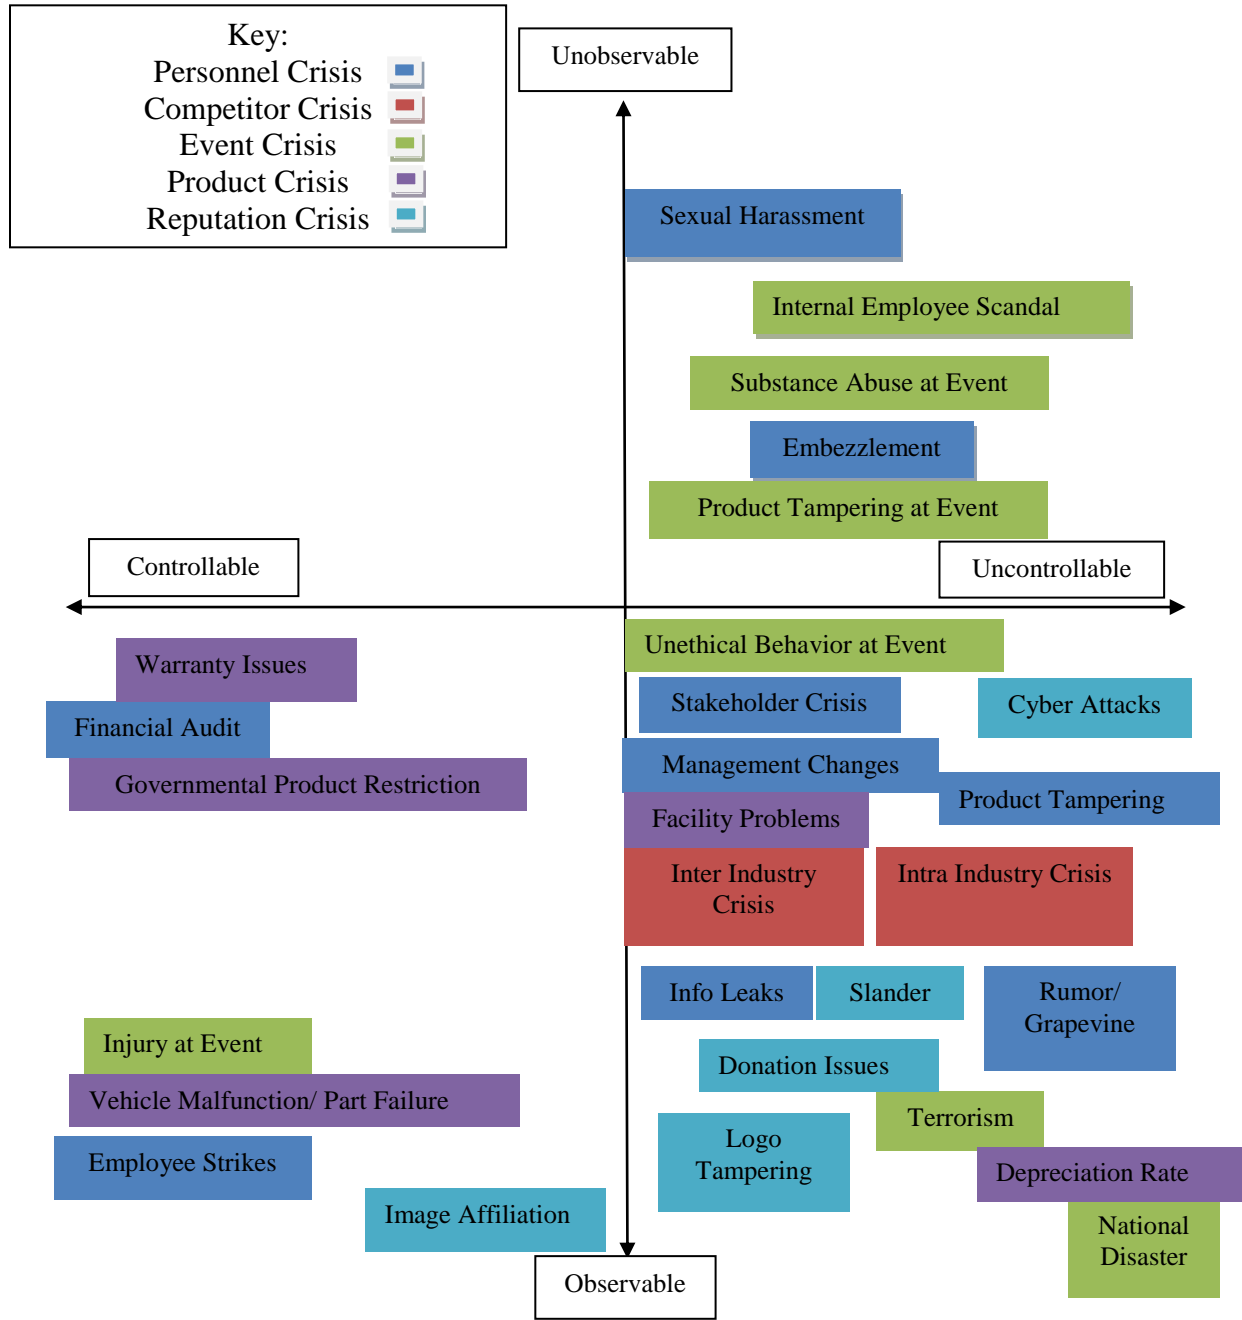 Key:
Personnel Crisis
Competitor Crisis
Event Crisis
Product Crisis
Reputation Crisis
Unobservable
Sexual Harassment
Internal Employee Scandal
Substance Abuse at Event
Embezzlement
Product Tampering at Event
Controllable
Uncontrollable
Warranty Issues
Financial Audit
Governmental Product Restriction
Unethical Behavior at Event
Stakeholder Crisis
Cyber Attacks
Management Changes
Product Tampering
Facility Problems
Inter Industry
Crisis
Intra Industry Crisis
Info Leaks
Slander
Rumor/
Grapevine
Injury at Event
Vehicle Malfunction/ Part Failure
Employee Strikes
Image Affiliation
Donation Issues
Terrorism
Logo
Tampering
Depreciation Rate
National
Disaster
Observable